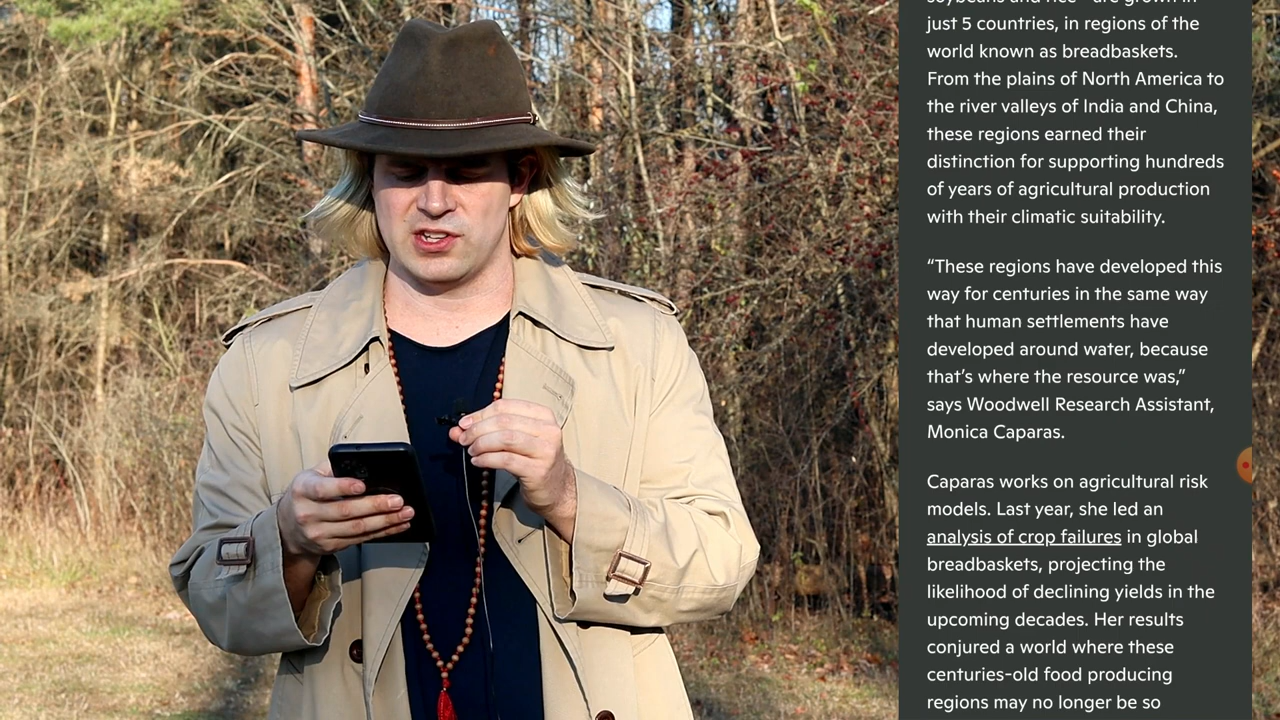 just 5 countries, in regions of the
world known as breadbaskets.
From the plains of North America to
the river valleys of India and China,
these regions earned their
distinction for supporting hundreds
of years of agricultural production
with their climatic suitability.
“These regions have developed this
way for centuries in the same way
that human settlements have
developed around water, because
that’s where the resource was,”
says Woodwell Research Assistant,
Monica Caparas.
Caparas works on agricultural risk
models. Last year, she led an
analysis of crop failures in global
breadbaskets, projecting the
likelihood of declining yields in the
upcoming decades. Her results
conjured a world where these
centuries-old food producing
regions may no longer be so